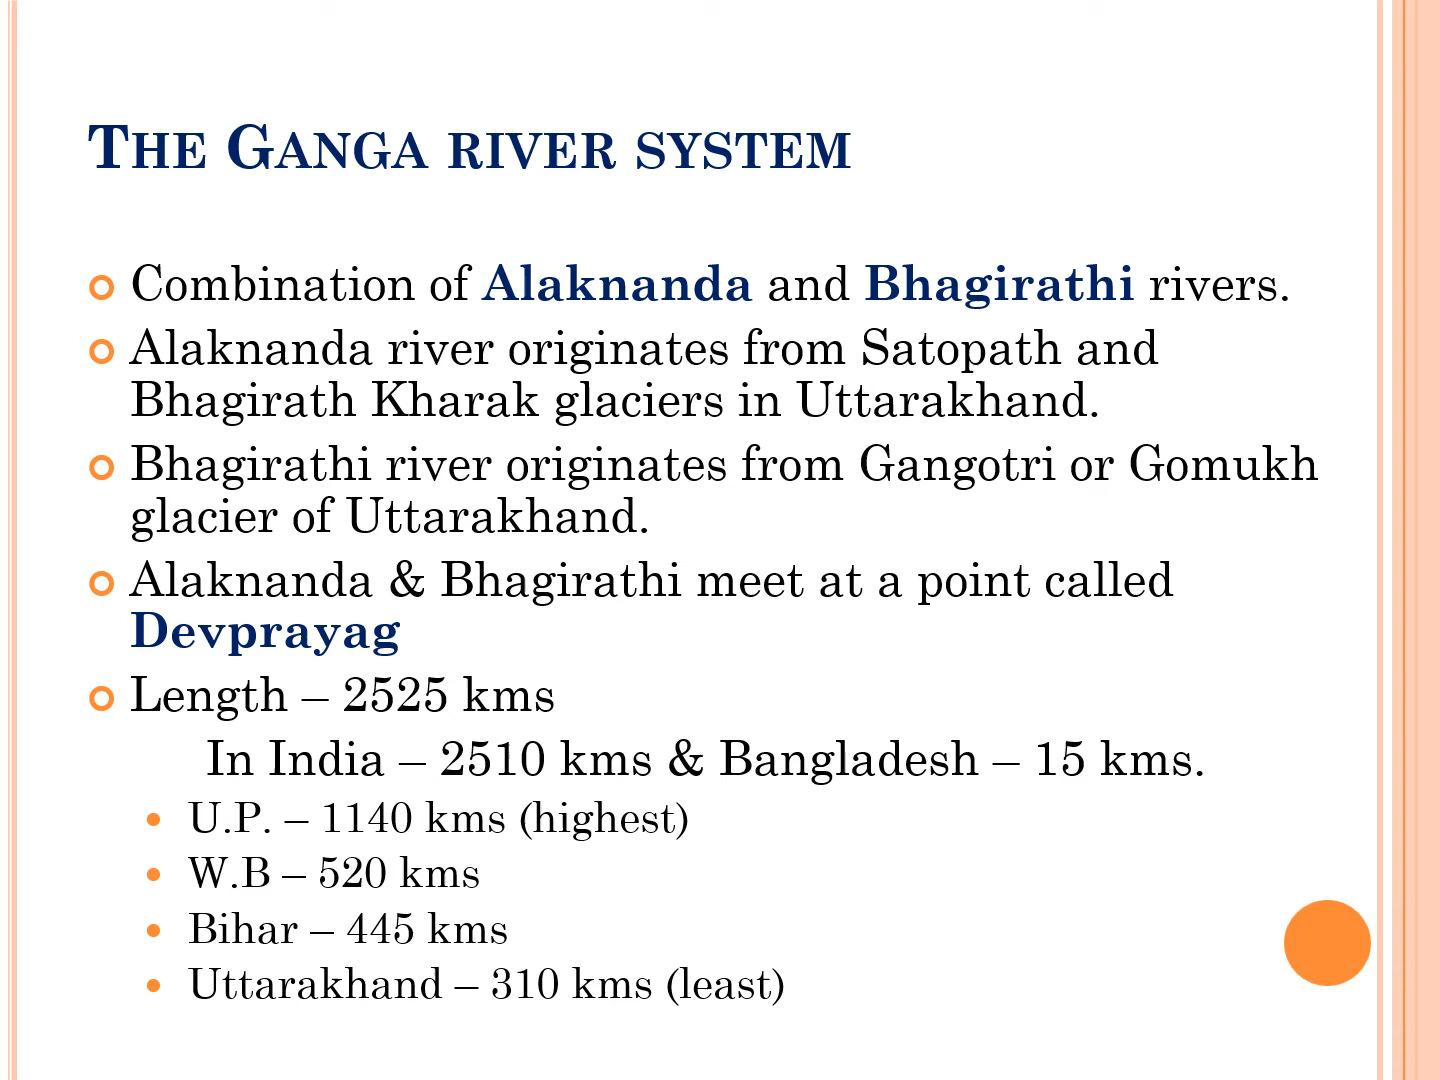 THE GANGA RIVER SYSTEM
Combination of Alaknanda and Bhagirathi rivers.
Alaknanda river originates from Satopath and
Bhagirath Kharak glaciers in Uttarakhand.
Bhagirathi river originates from Gangotri or Gomukh
glacier of Uttarakhand.
Alaknanda & Bhagirathi meet at a point called
Devprayag
Length – 2525 kms
In India – 2510 kms & Bangladesh – 15 kms.
U.P. – 1140 kms (highest)
W.B – 520 kms
Bihar – 445 kms
Uttarakhand – 310 kms (least)